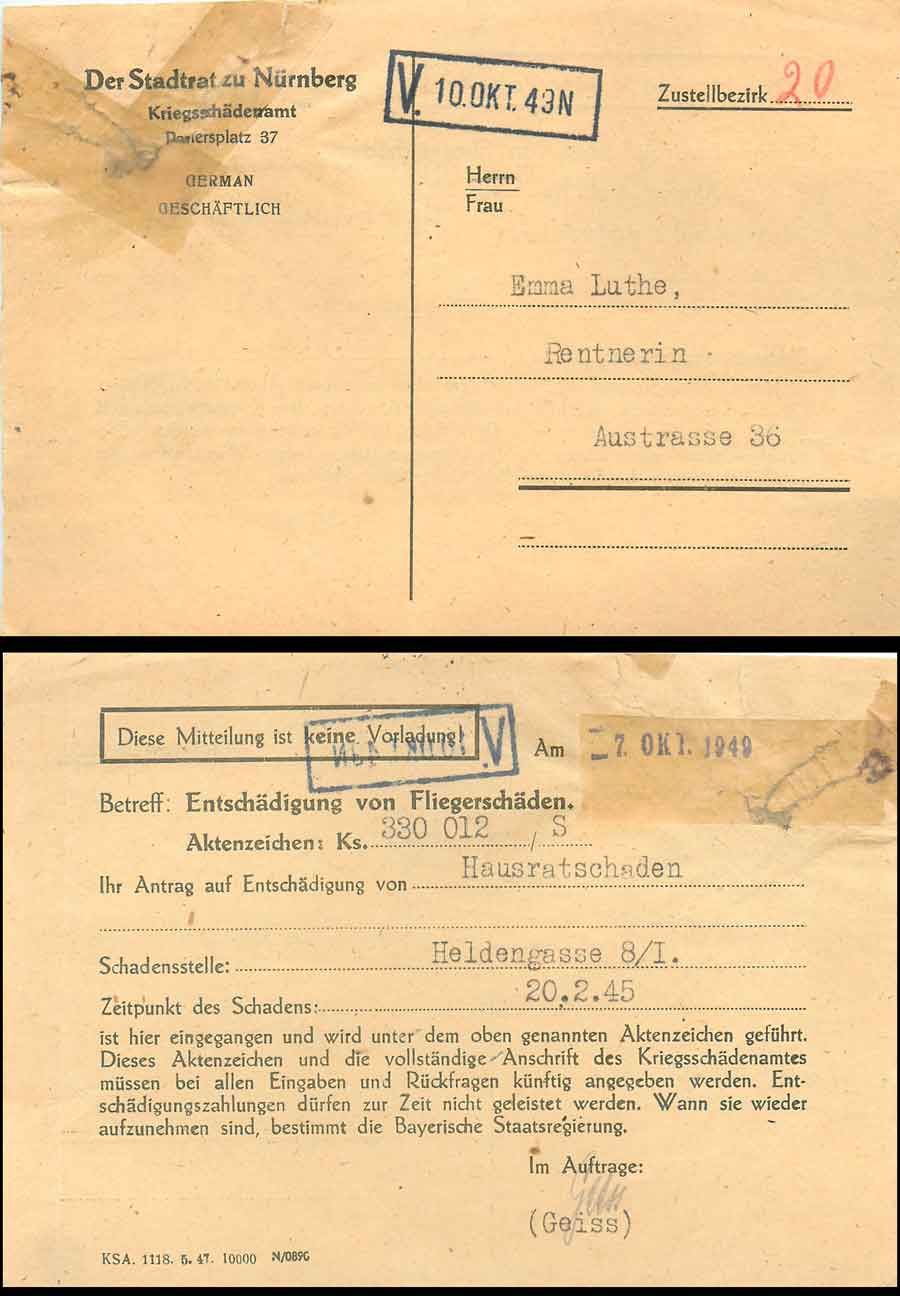 Der Stadtrat zu Nürnberg
Kriegsschädenamt
Paniersplatz 37
GERMAN
GESCHÄFTLICH
V. 10.OKT.43N
Zustellbezirk 20
Herrn
Frau
Emma Luthe,
Rentnerin
Austrasse 36
Diese Mitteilung ist keine Vorladung!
Am 7. OKT. 1949
Betreff: Entschädigung von Fliegerschäden.
Aktenzeichen: Ks. 330 012 / S
Ihr Antrag auf Entschädigung von Hausratschaden
Schadensstelle: Heldengasse 8/I.
Zeitpunkt des Schadens: 20.2.45
ist hier eingegangen und wird unter dem oben genannten Aktenzeichen geführt.
Dieses Aktenzeichen und die vollständige Anschrift des Kriegsschädenamtes
müssen bei allen Eingaben und Rückfragen künftig angegeben werden. Ent-
schädigungszahlungen dürfen zur Zeit nicht geleistet werden. Wann sie wieder
aufzunehmen sind, bestimmt die Bayerische Staatsregierung.
Im Auftrage:
Geiss
(Geiss)
KSA. 1118. 5. 47. 10000 N/0896